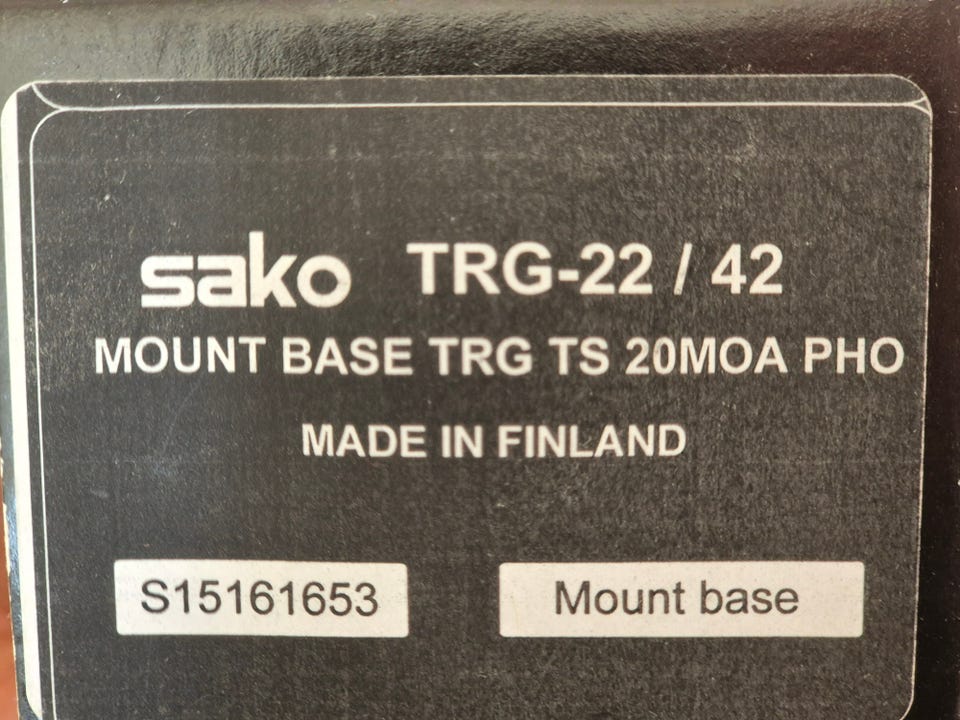 sako TRG-22 / 42
MOUNT BASE TRG TS 20MOA PHO
MADE IN FINLAND
S15161653 Mount base